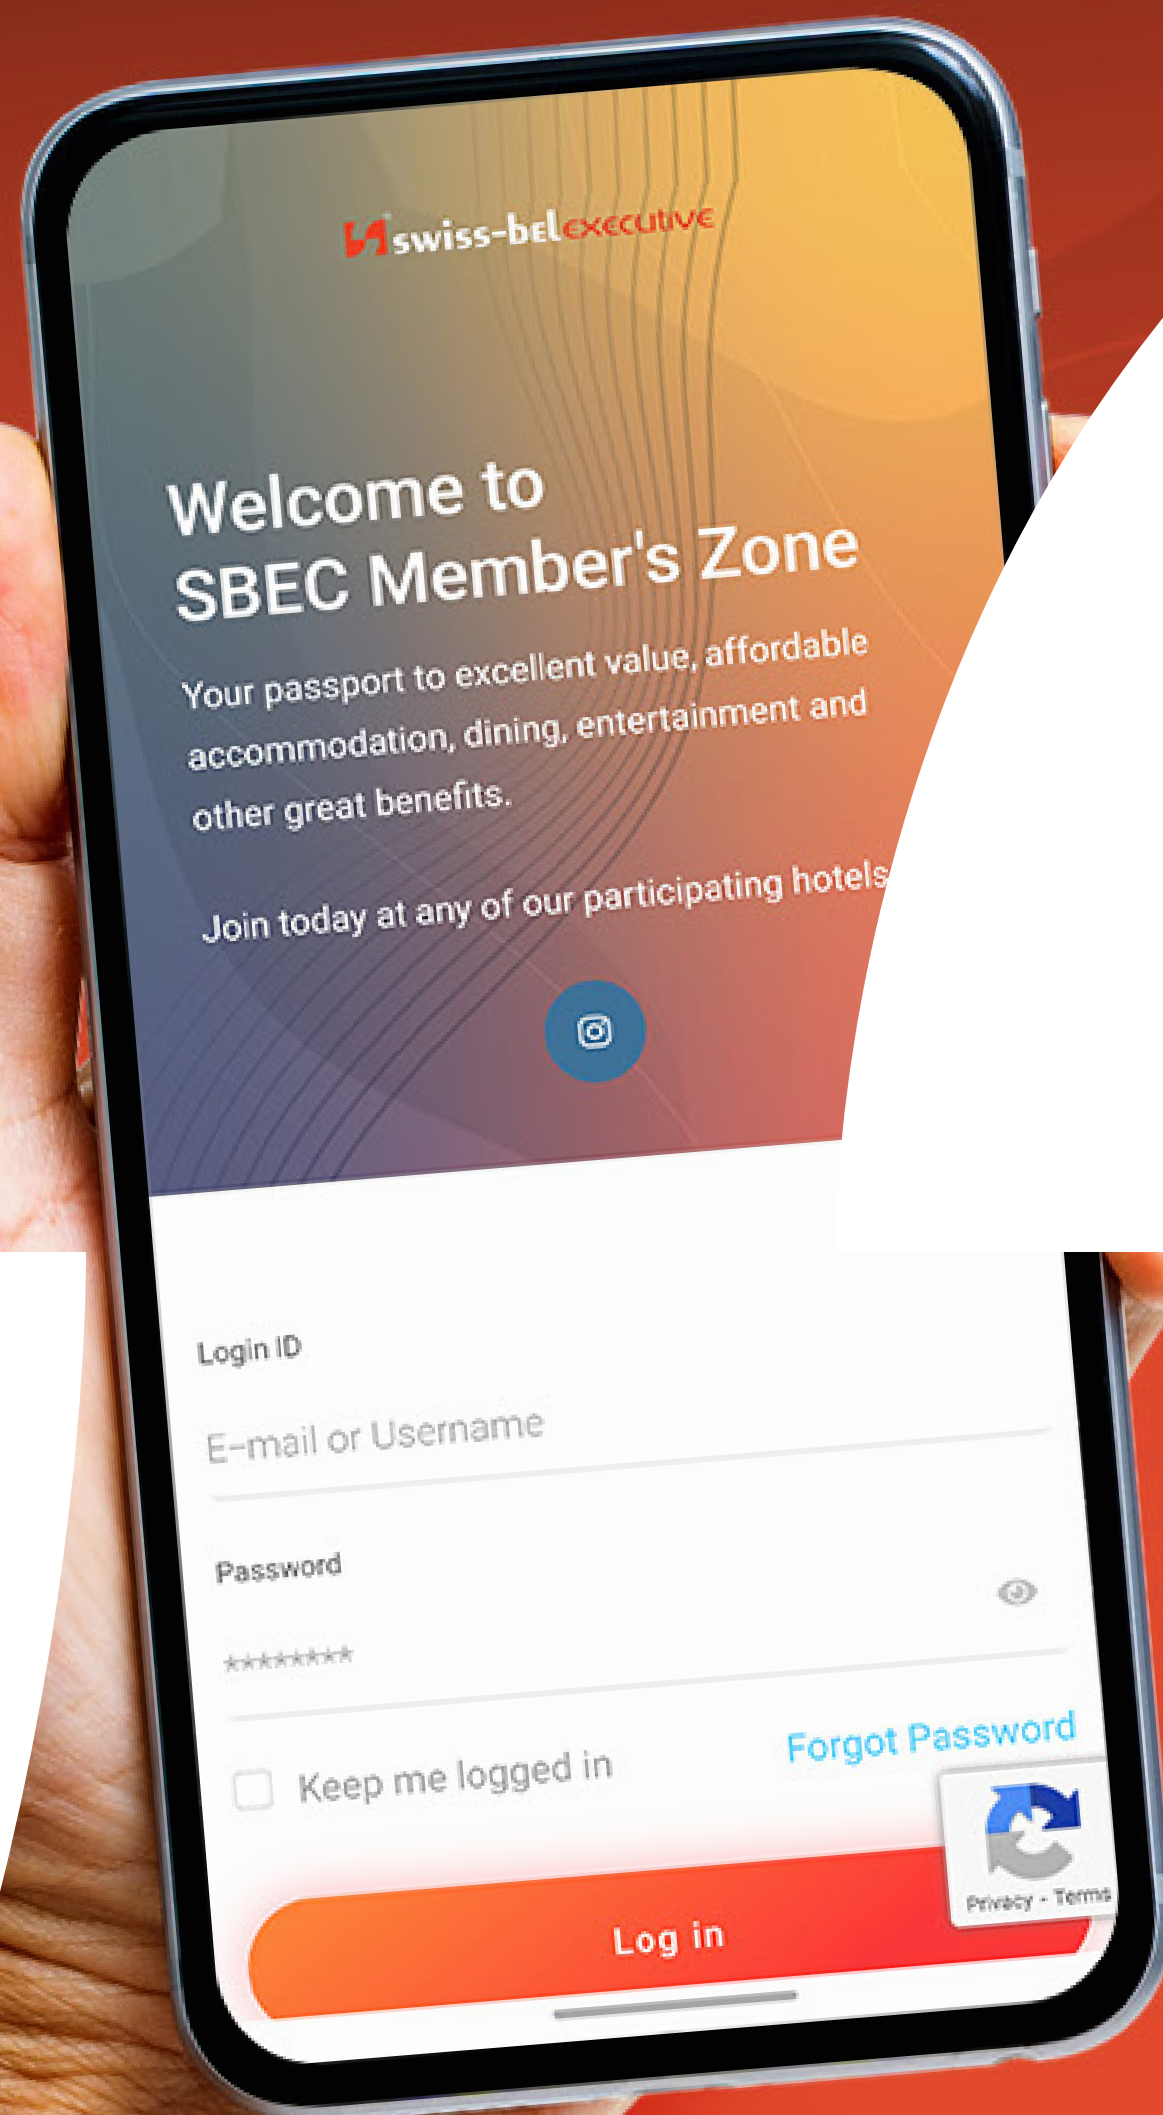 swiss-belexecutive
Welcome to
SBEC Member's Zone
Your passport to excellent value, affordable
accommodation, dining, entertainment and
other great benefits.
Join today at any of our participating hotels
Login ID
E-mail or Username
Password
********
Keep me logged in
Forgot Password
Privacy - Terms
Log in